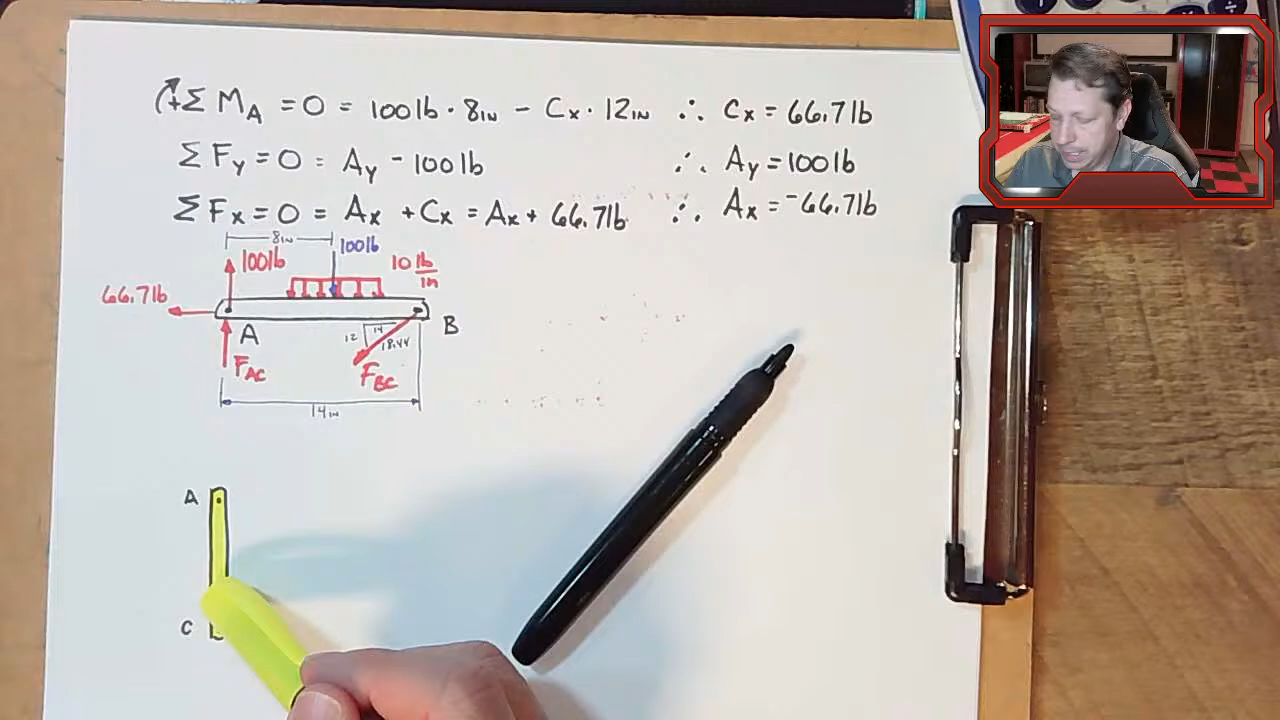 ↱+ Σ M_A = 0 = 100lb · 8IN - Cx · 12IN ∴ Cx = 66.7lb
Σ Fy = 0 = Ay - 100lb ∴ Ay = 100lb
Σ Fx = 0 = Ax + Cx = Ax + 66.7lb ∴ Ax = -66.7lb
8IN
100lb
100lb
10 lb/in
66.7lb
A
B
12
14
18.44
F_AC
F_BC
14IN
A
C